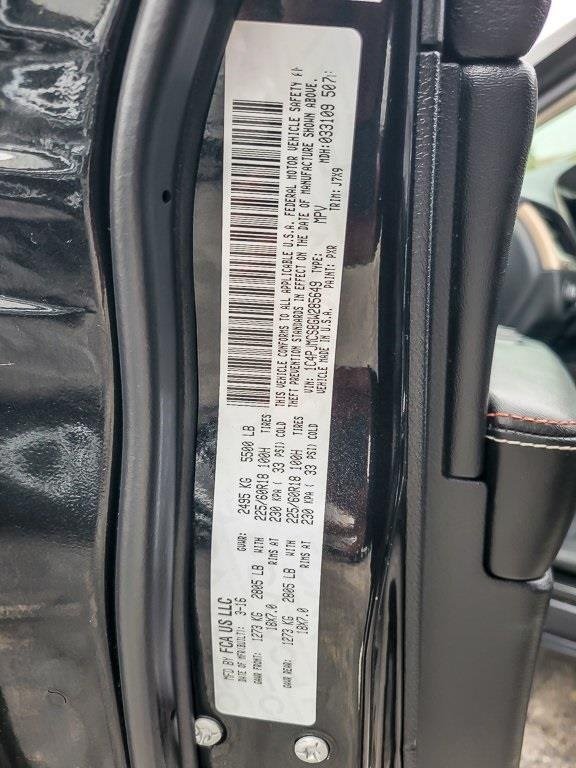 MFD BY FCA US LLC
DATE OF MFR(BUILT): 3-16 GVWR: 2495 KG 5500 LB
GAWR FRONT: 1273 KG 2805 LB WITH 225/60R18 100H TIRES
18X7.0 RIMS AT 230 KPA ( 33 PSI) COLD
GAWR REAR: 1273 KG 2805 LB WITH 225/60R18 100H TIRES
18X7.0 RIMS AT 230 KPA ( 33 PSI) COLD
THIS VEHICLE CONFORMS TO ALL APPLICABLE U.S.A. FEDERAL MOTOR VEHICLE SAFETY
THEFT PREVENTION STANDARDS IN EFFECT ON THE DATE OF MANUFACTURE SHOWN ABOVE.
VIN: 1C4PJMCS8GW285649 TYPE: MPV MDH: 033109 507
VEHICLE MADE IN U.S.A. PAINT: PXR TRIM: J7X9